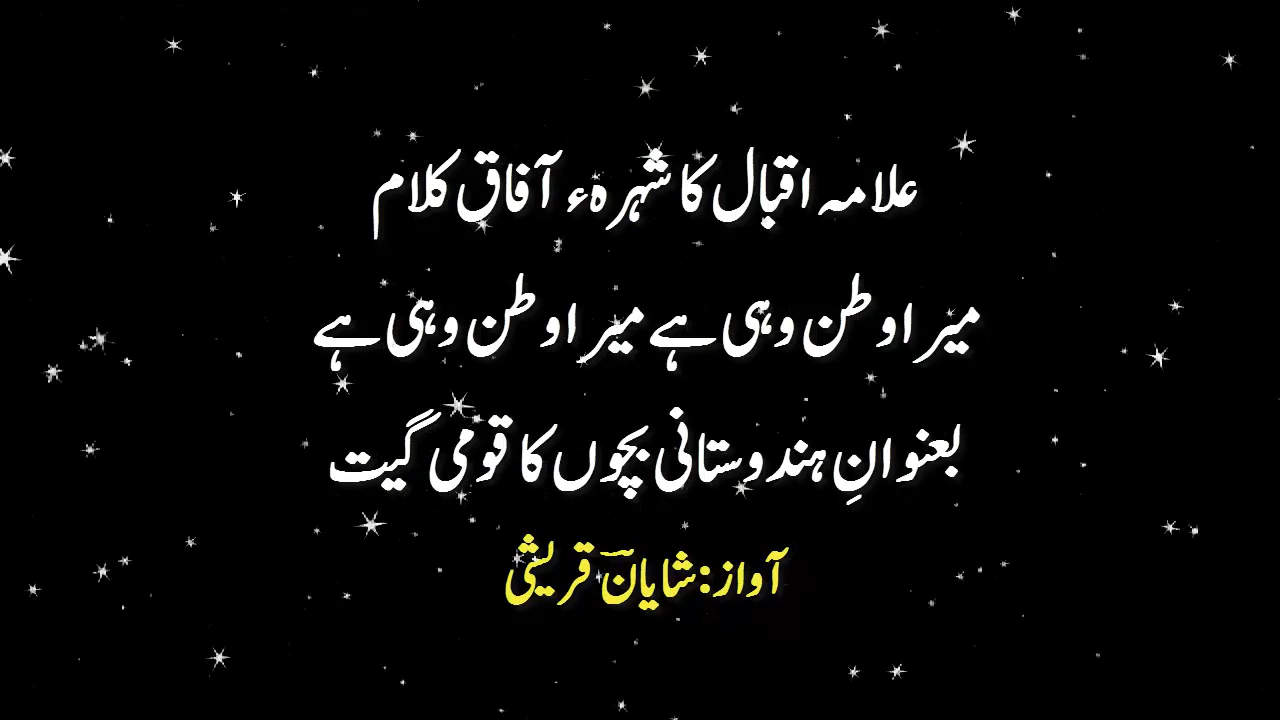 علامہ اقبال کا شہرہء آفاق کلام
میرا وطن وہی ہے میرا وطن وہی ہے
بعنوانِ ہندوستانی بچوں کا قومی گیت
آواز: شایانؔ قریشی